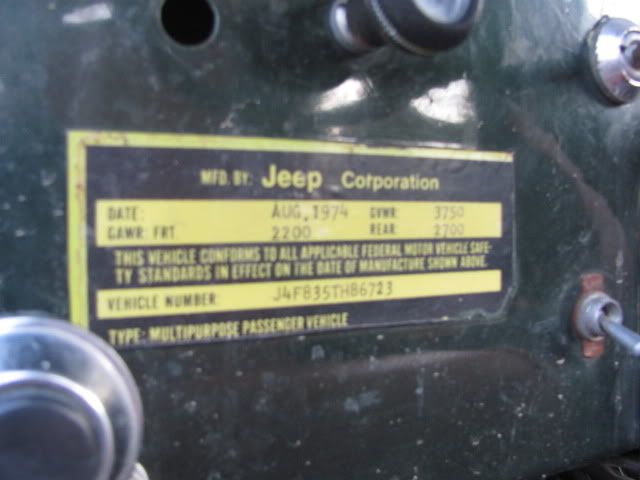 MFD. BY: Jeep Corporation
DATE: AUG, 1974 GVWR: 3750
GAWR: FRT. 2200 REAR: 2700
THIS VEHICLE CONFORMS TO ALL APPLICABLE FEDERAL MOTOR VEHICLE SAFE-
TY STANDARDS IN EFFECT ON THE DATE OF MANUFACTURE SHOWN ABOVE.
VEHICLE NUMBER: J4F835TH86723
TYPE: MULTIPURPOSE PASSENGER VEHICLE